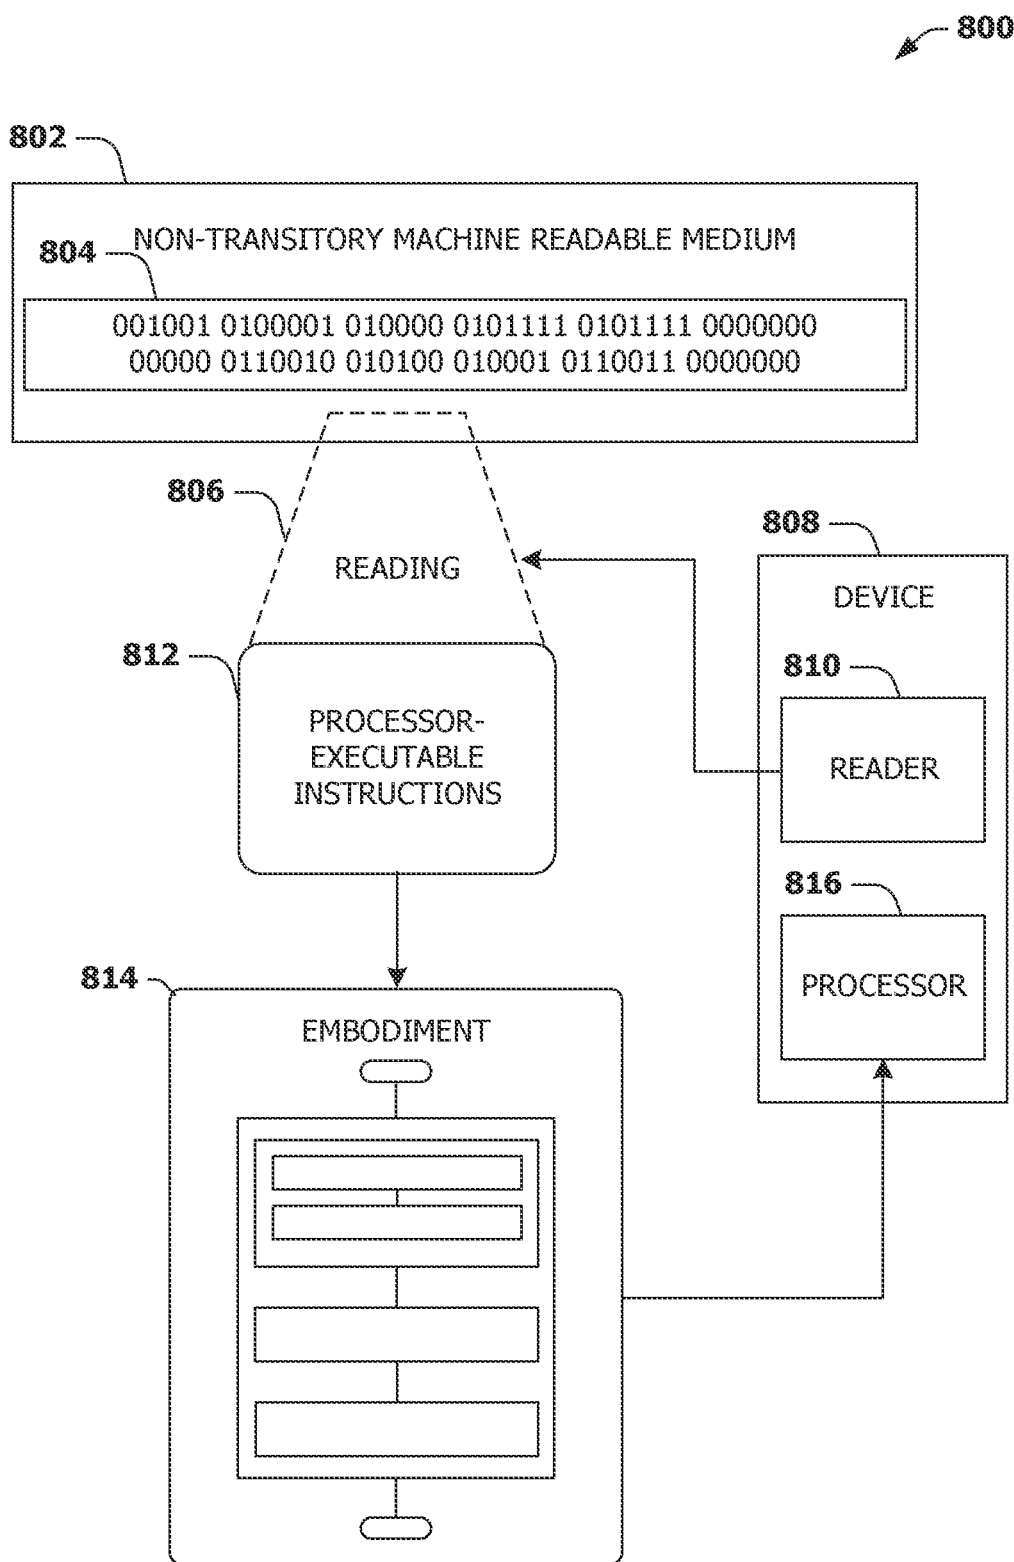 800
802
NON-TRANSITORY MACHINE READABLE MEDIUM
804
001001 0100001 010000 0101111 0101111 0000000
00000 0110010 010100 010001 0110011 0000000
806
READING
808
DEVICE
810
READER
812
PROCESSOR-
EXECUTABLE
INSTRUCTIONS
816
PROCESSOR
814
EMBODIMENT